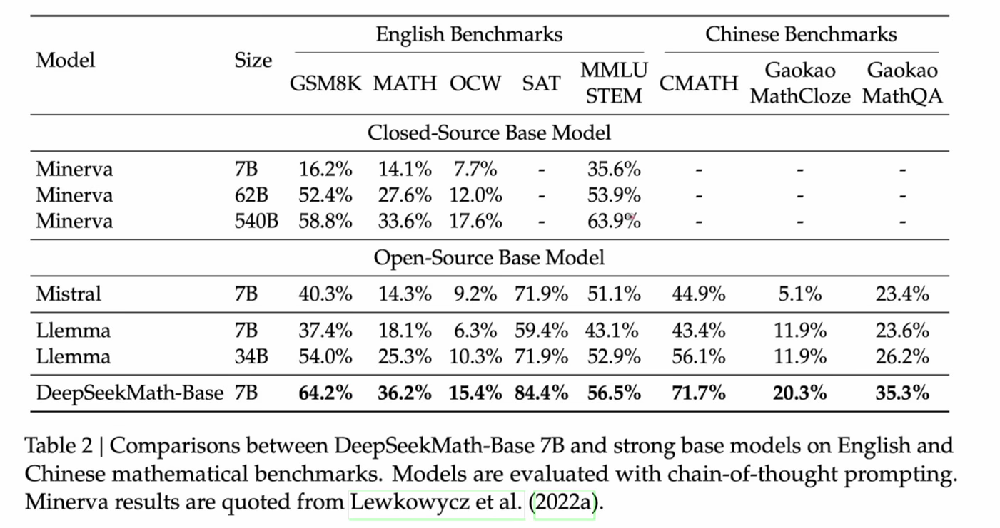 English Benchmarks Chinese Benchmarks
Model Size
GSM8K MATH OCW SAT MMLU STEM CMATH Gaokao MathCloze Gaokao MathQA
Closed-Source Base Model
Minerva 7B 16.2% 14.1% 7.7% - 35.6% - - -
Minerva 62B 52.4% 27.6% 12.0% - 53.9% - - -
Minerva 540B 58.8% 33.6% 17.6% - 63.9% - - -
Open-Source Base Model
Mistral 7B 40.3% 14.3% 9.2% 71.9% 51.1% 44.9% 5.1% 23.4%
Llemma 7B 37.4% 18.1% 6.3% 59.4% 43.1% 43.4% 11.9% 23.6%
Llemma 34B 54.0% 25.3% 10.3% 71.9% 52.9% 56.1% 11.9% 26.2%
DeepSeekMath-Base 7B 64.2% 36.2% 15.4% 84.4% 56.5% 71.7% 20.3% 35.3%
Table 2 | Comparisons between DeepSeekMath-Base 7B and strong base models on English and
Chinese mathematical benchmarks. Models are evaluated with chain-of-thought prompting.
Minerva results are quoted from Lewkowycz et al. (2022a).